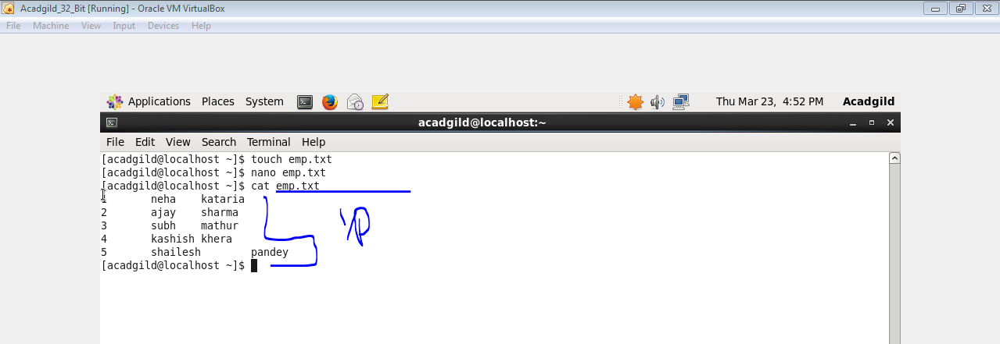 Acadgild_32_Bit [Running] - Oracle VM VirtualBox
File Machine View Input Devices Help
Applications Places System Thu Mar 23, 4:52 PM Acadgild
acadgild@localhost:~
File Edit View Search Terminal Help
[acadgild@localhost ~]$ touch emp.txt
[acadgild@localhost ~]$ nano emp.txt
[acadgild@localhost ~]$ cat emp.txt
1 neha kataria
2 ajay sharma
3 subh mathur
4 kashish khera
5 shailesh pandey
[acadgild@localhost ~]$